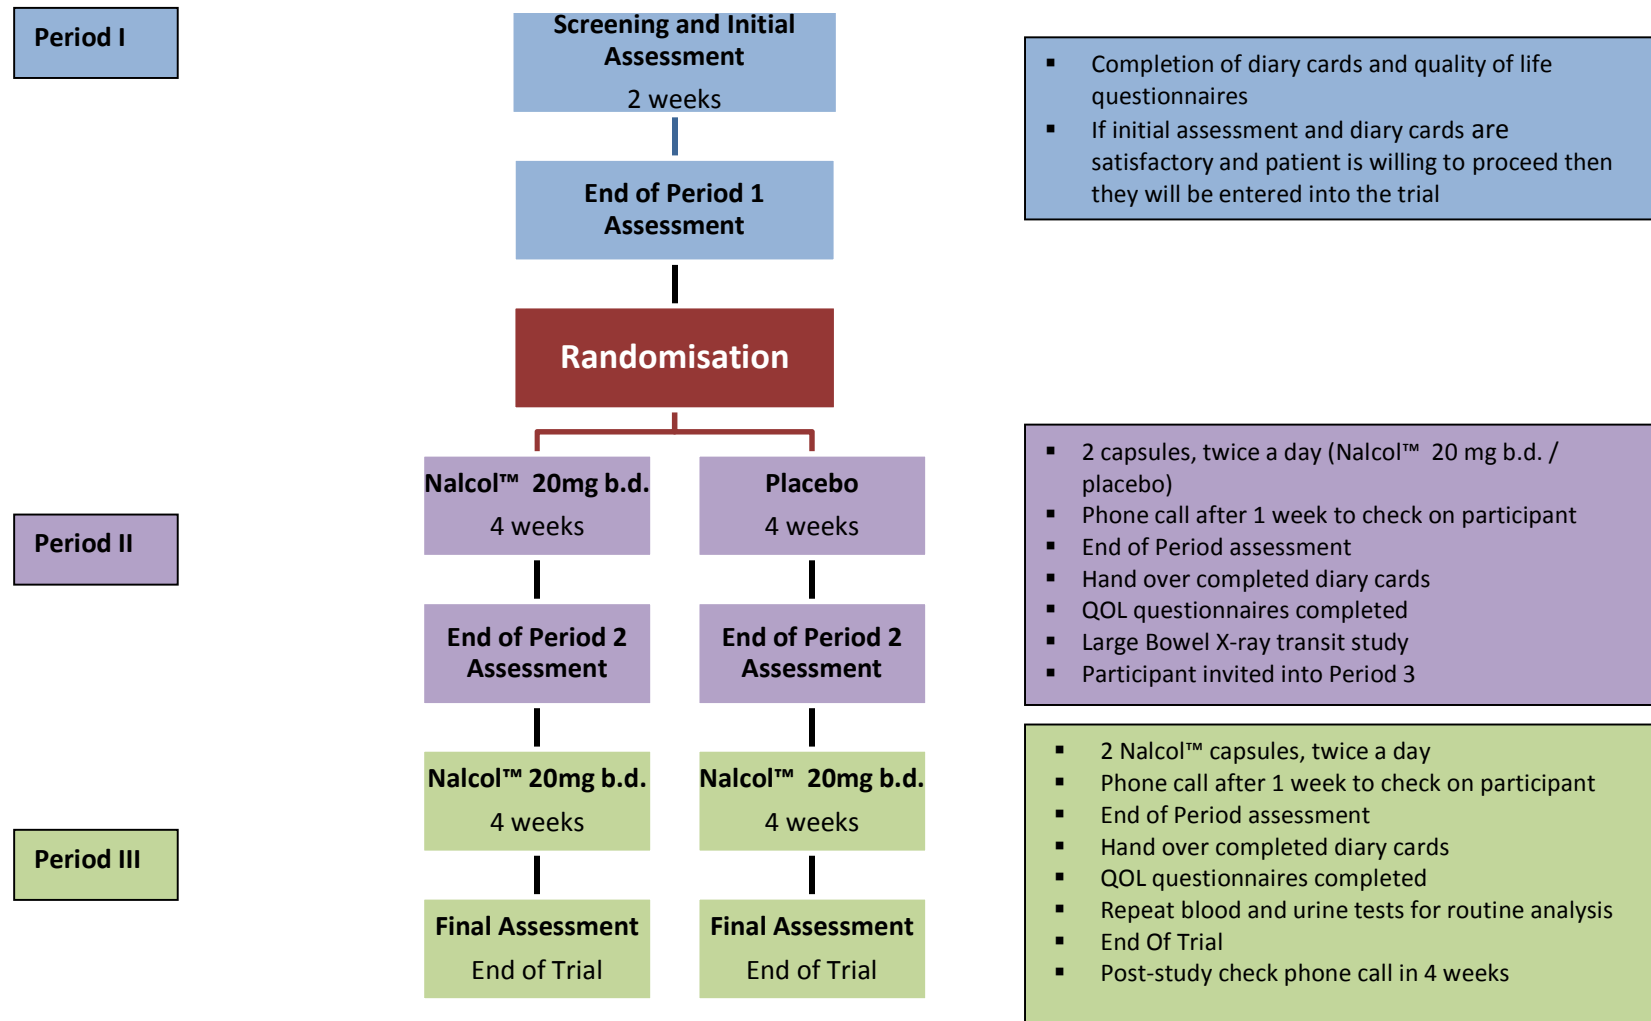 Period I
Screening and Initial
Assessment
2 weeks
▪ Completion of diary cards and quality of life
questionnaires
▪ If initial assessment and diary cards are
satisfactory and patient is willing to proceed then
they will be entered into the trial
End of Period 1
Assessment
Randomisation
Period II
Nalcol™ 20mg b.d.
4 weeks
Placebo
4 weeks
▪ 2 capsules, twice a day (Nalcol™ 20 mg b.d. /
placebo)
▪ Phone call after 1 week to check on participant
▪ End of Period assessment
▪ Hand over completed diary cards
▪ QOL questionnaires completed
▪ Large Bowel X-ray transit study
▪ Participant invited into Period 3
End of Period 2
Assessment
End of Period 2
Assessment
Period III
Nalcol™ 20mg b.d.
4 weeks
Nalcol™ 20mg b.d.
4 weeks
▪ 2 Nalcol™ capsules, twice a day
▪ Phone call after 1 week to check on participant
▪ End of Period assessment
▪ Hand over completed diary cards
▪ QOL questionnaires completed
▪ Repeat blood and urine tests for routine analysis
▪ End Of Trial
▪ Post-study check phone call in 4 weeks
Final Assessment
End of Trial
Final Assessment
End of Trial